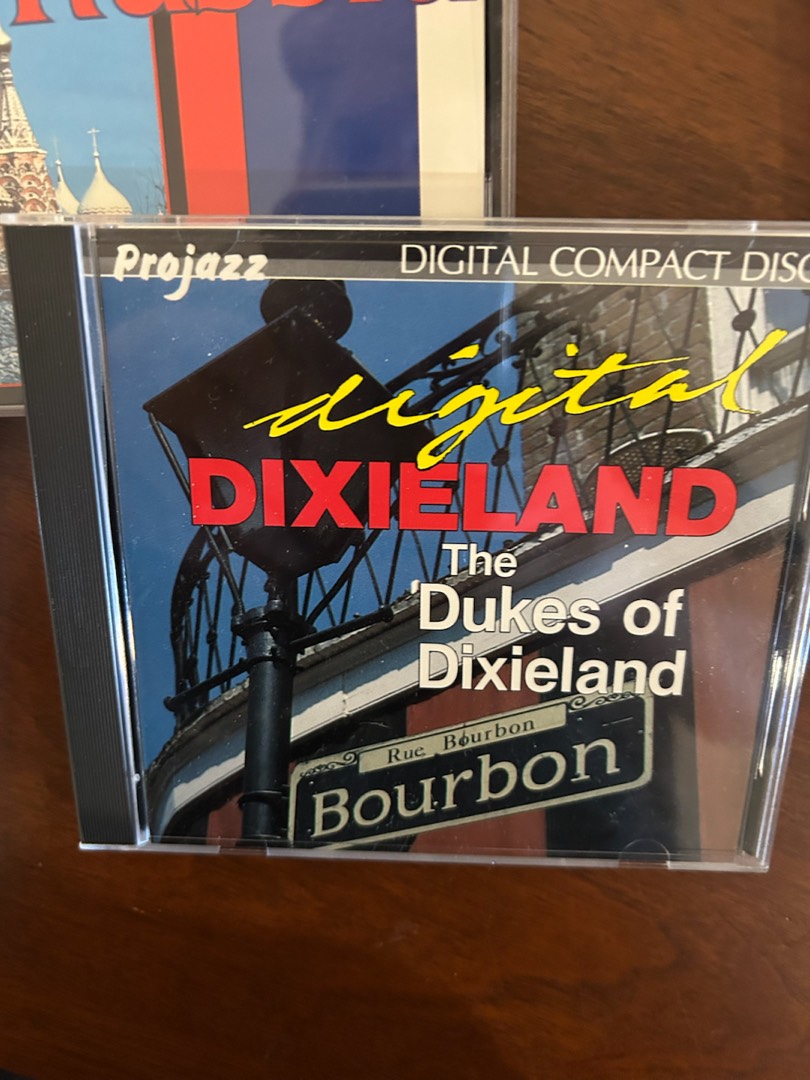 Projazz
DIGITAL COMPACT DISC
digital
DIXIELAND
The
Dukes of
Dixieland
Rue Bourbon
Bourbon